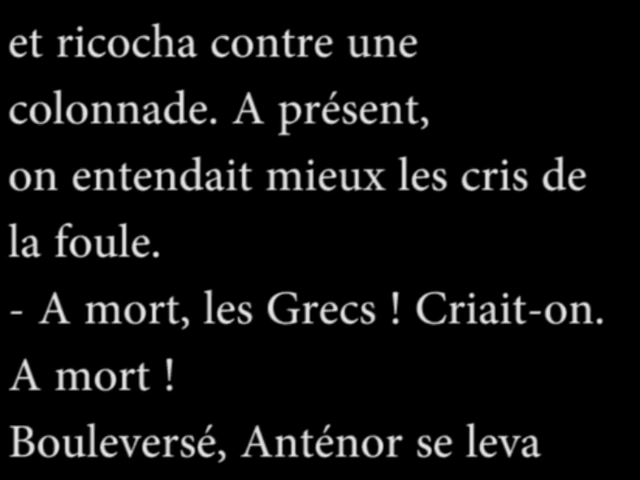 et ricocha contre une
colonnade. A présent,
on entendait mieux les cris de
la foule.
- A mort, les Grecs ! Criait-on.
A mort !
Bouleversé, Anténor se leva